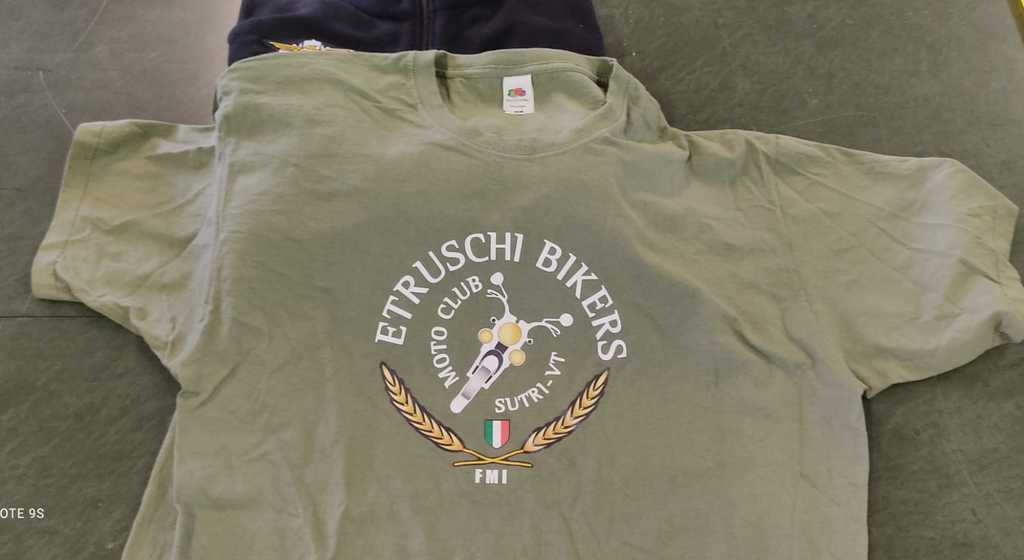 ETRUSCHI BIKERS
MOTO CLUB
SUTRI-VT
FMI
OTE 9S